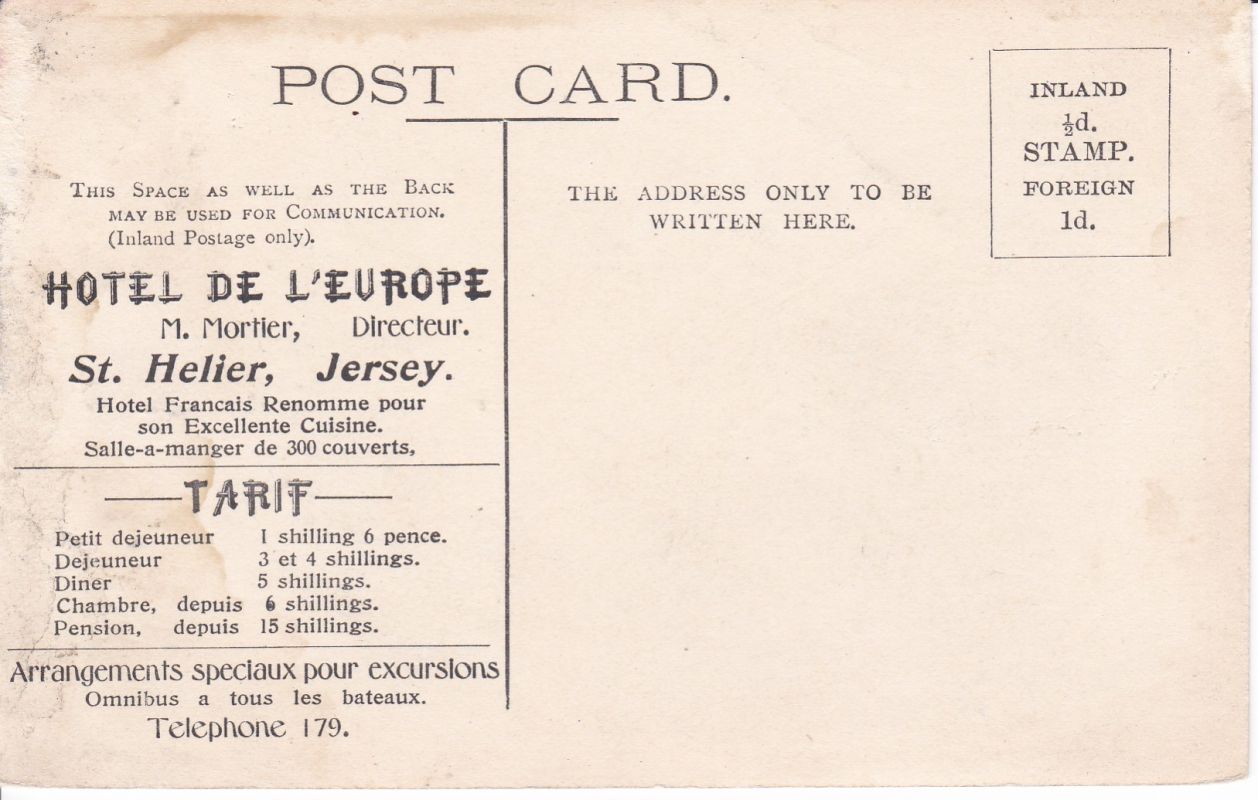 POST CARD.
THIS SPACE AS WELL AS THE BACK
MAY BE USED FOR COMMUNICATION.
(Inland Postage only).
HOTEL DE L'EUROPE
M. Mortier, Directeur.
St. Helier, Jersey.
Hotel Francais Renomme pour
son Excellente Cuisine.
Salle-a-manger de 300 couverts,
TARIF
Petit dejeuneur 1 shilling 6 pence.
Dejeuneur 3 et 4 shillings.
Diner 5 shillings.
Chambre, depuis 6 shillings.
Pension, depuis 15 shillings.
Arrangements speciaux pour excursions
Omnibus a tous les bateaux.
Telephone 179.
THE ADDRESS ONLY TO BE
WRITTEN HERE.
INLAND
½d.
STAMP.
FOREIGN
1d.